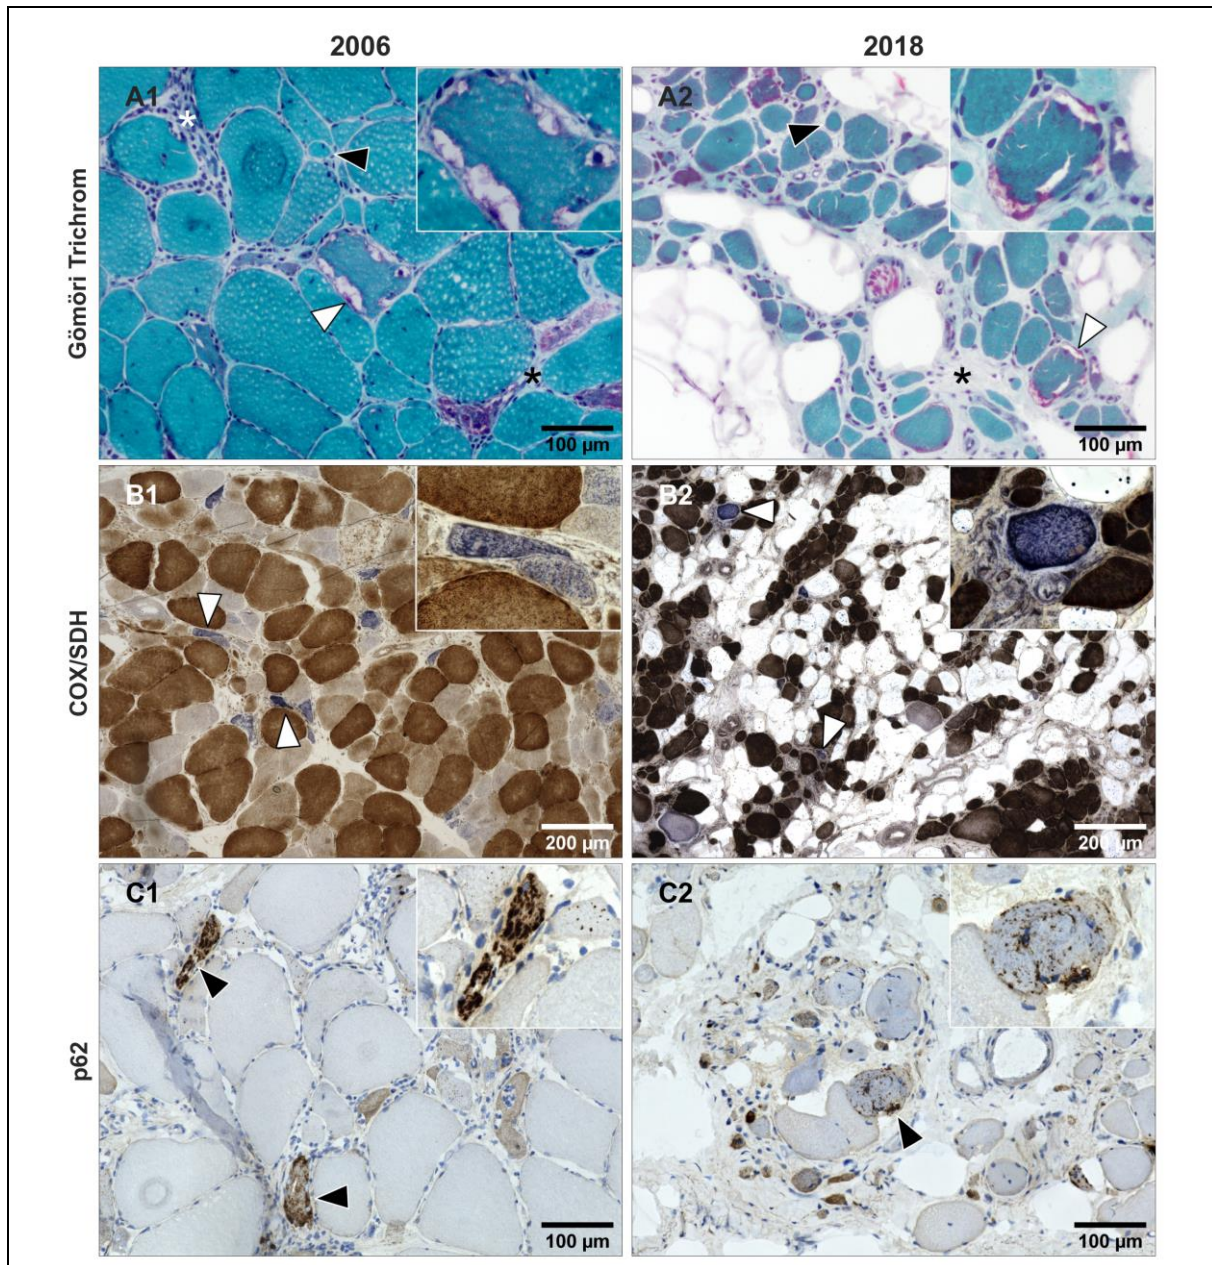 2006 2018
Gömöri Trichrom
A1 * * 100 µm
A2 * 100 µm
COX/SDH
B1 200 µm
B2 200 µm
p62
C1 100 µm
C2 100 µm